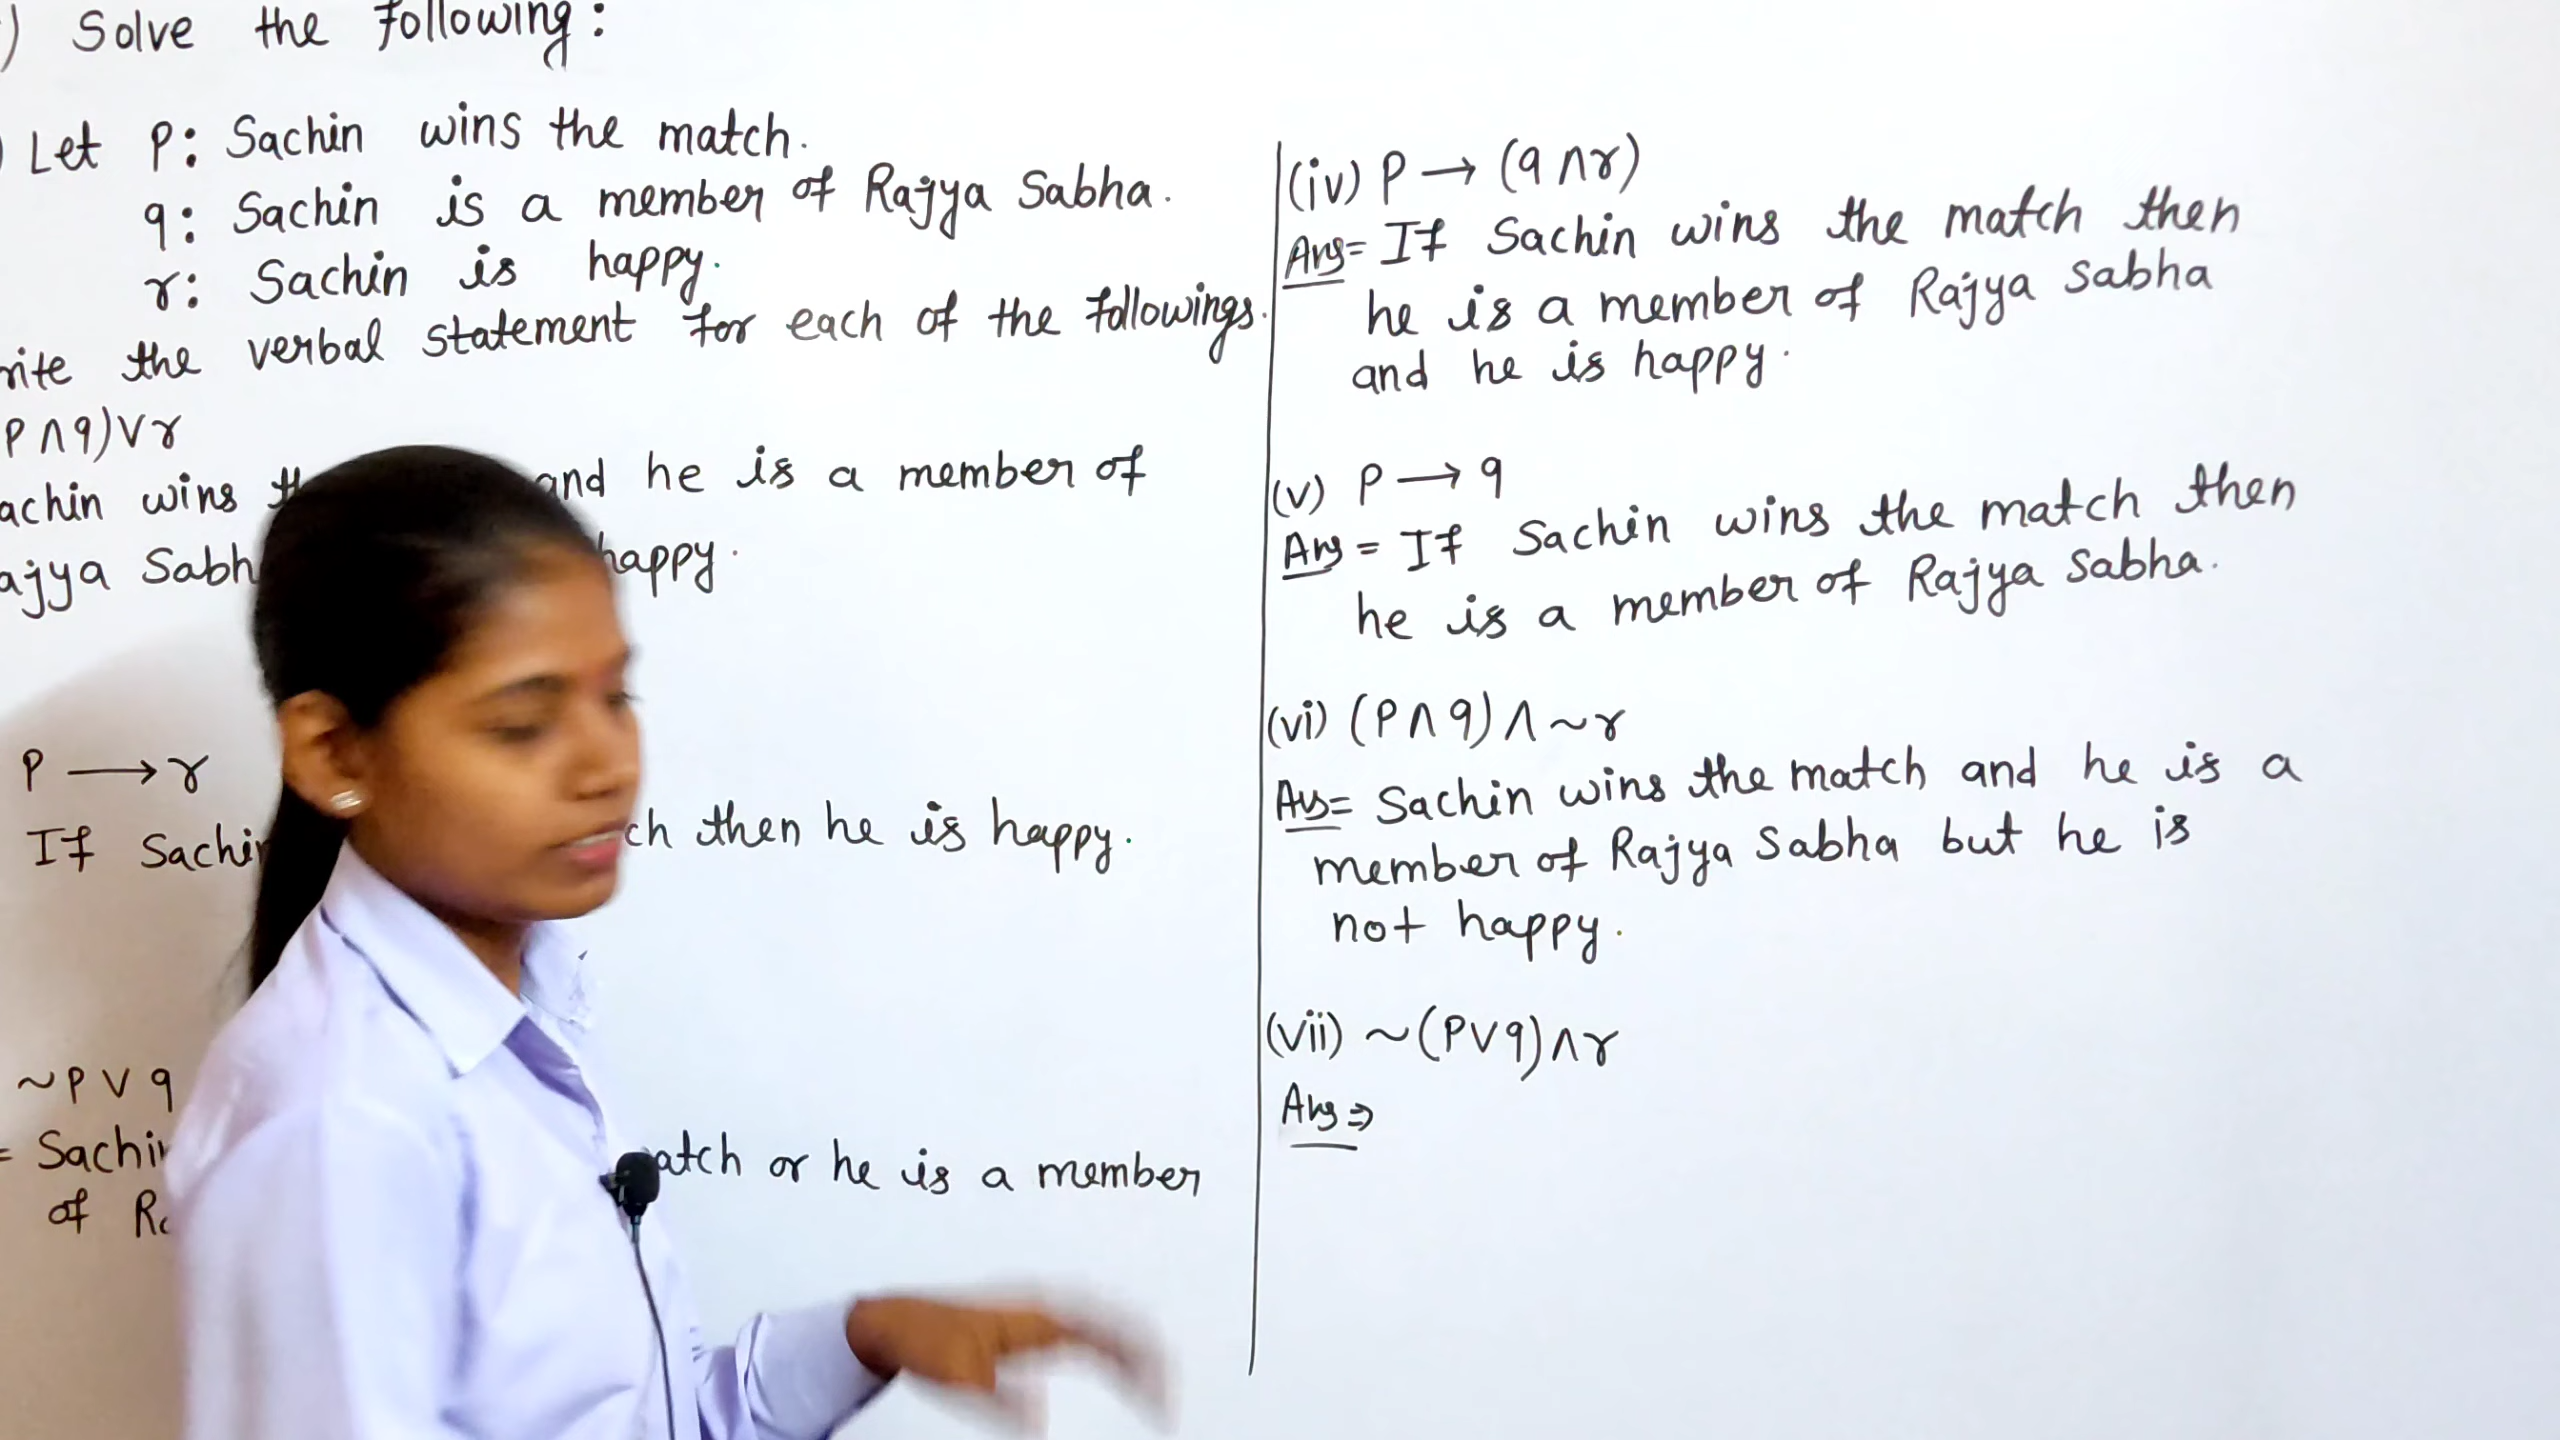 ) Solve the following:
) Let P: Sachin wins the match.
q: Sachin is a member of Rajya Sabha.
r: Sachin is happy.
rite the verbal statement for each of the followings.
P∧q)∨r
achin wins and he is a member of
ajya Sabh happy.
P ⟶ r
If Sachin ch then he is happy.
~P∨q
= Sachin atch or he is a member
of
(iv) P → (q∧r)
Ans= If Sachin wins the match then
he is a member of Rajya Sabha
and he is happy.
(v) P → q
Ans = If Sachin wins the match then
he is a member of Rajya Sabha.
(vi) (P∧q)∧~r
Ans= Sachin wins the match and he is a
member of Rajya Sabha but he is
not happy.
(vii) ~(P∨q)∧r
Ans ⇒